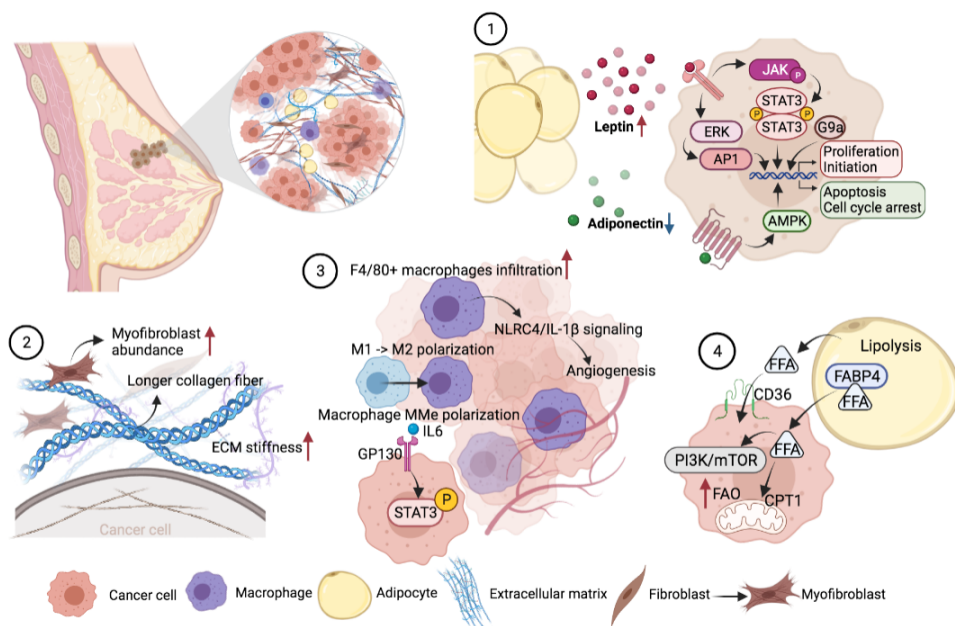 1
Leptin
Adiponectin
JAK
P
STAT3
P
P
STAT3
G9a
ERK
AP1
Proliferation
Initiation
Apoptosis
Cell cycle arrest
AMPK
2
Myofibroblast
abundance
Longer collagen fiber
ECM stiffness
Cancer cell
3
F4/80+ macrophages infiltration
NLRC4/IL-1β signaling
M1 -> M2 polarization
Angiogenesis
Macrophage MMe polarization
IL6
GP130
P
STAT3
4
Lipolysis
FFA
FABP4
FFA
CD36
FFA
PI3K/mTOR
FAO
CPT1
Cancer cell
Macrophage
Adipocyte
Extracellular matrix
Fibroblast
Myofibroblast